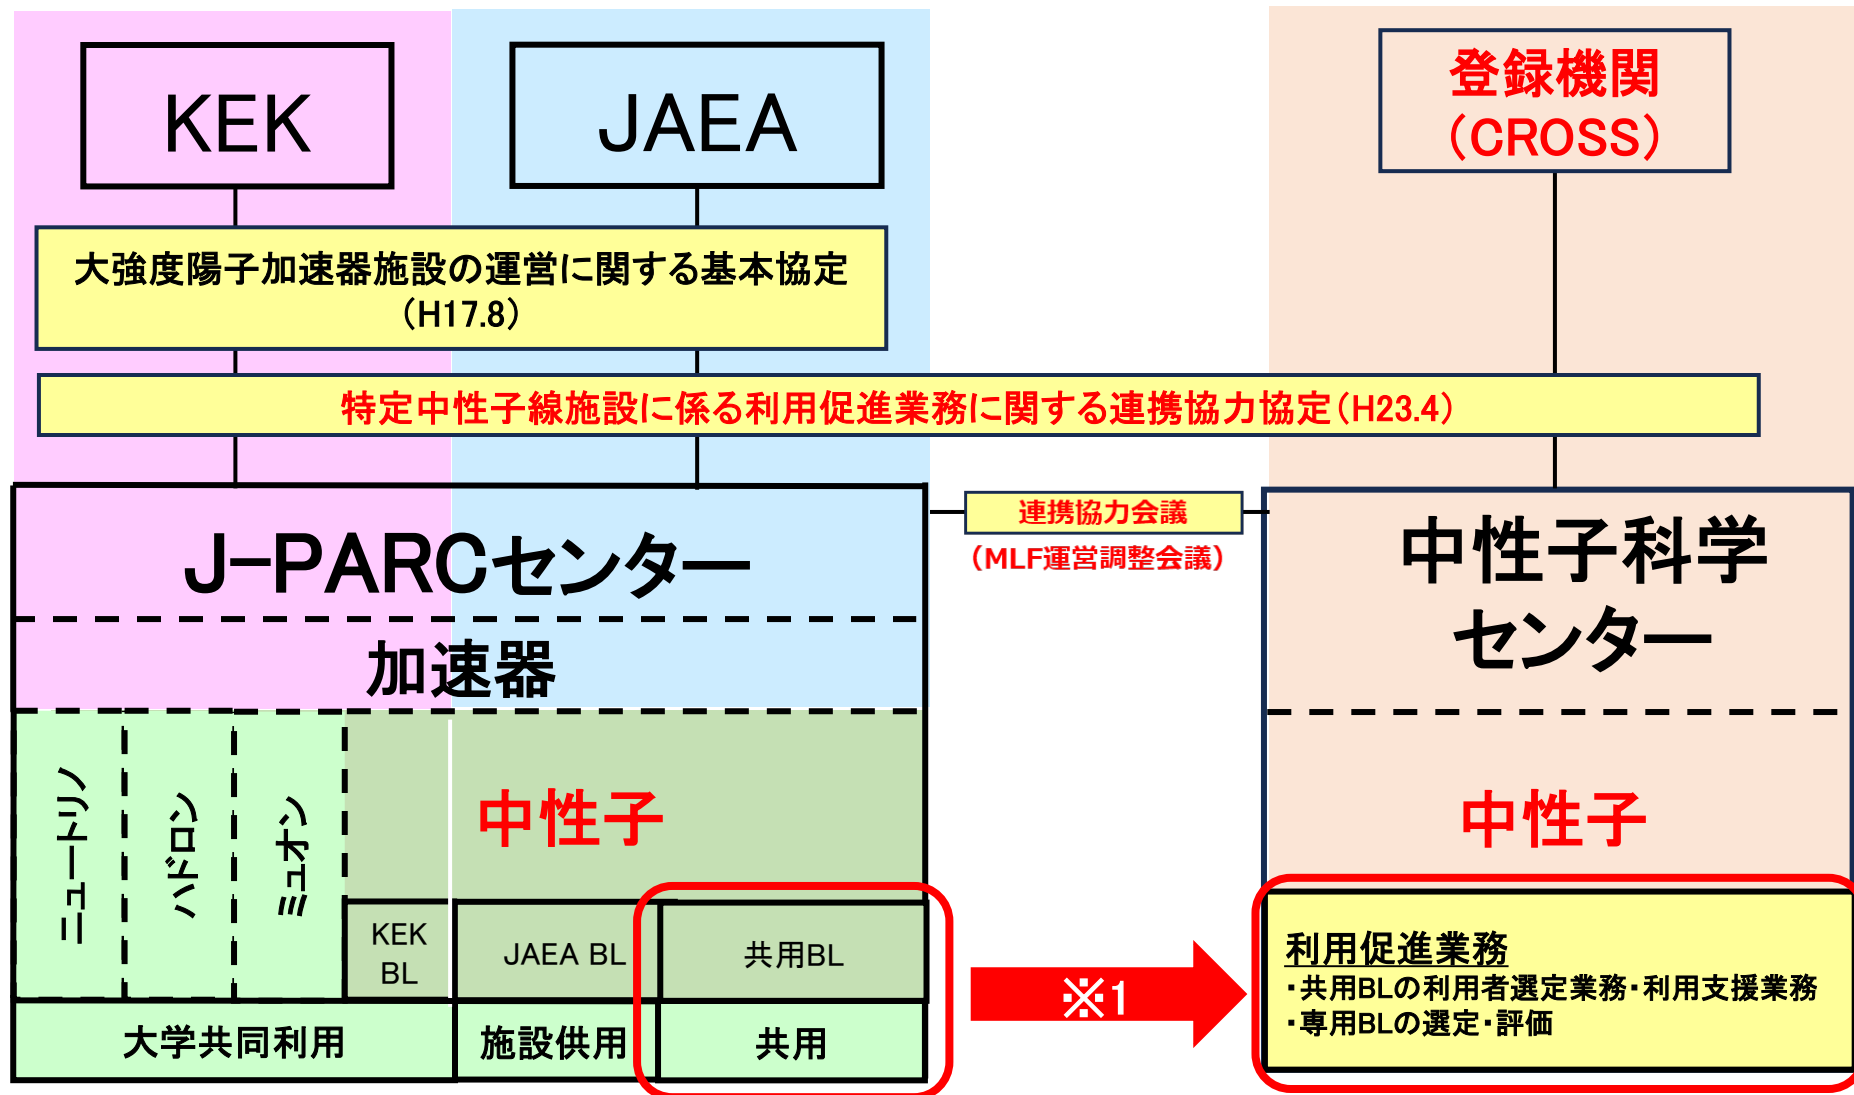 KEK
JAEA
登録機関
（CROSS）
大強度陽子加速器施設の運営に関する基本協定
（H17.8）
特定中性子線施設に係る利用促進業務に関する連携協力協定（H23.4）
J-PARCセンター
連携協力会議
（MLF運営調整会議）
中性子科学
センター
加速器
ニュートリノ
ハドロン
ミュオン
中性子
中性子
KEK
BL
JAEA BL
共用BL
※1
利用促進業務
・共用BLの利用者選定業務・利用支援業務
・専用BLの選定・評価
大学共同利用
施設供用
共用